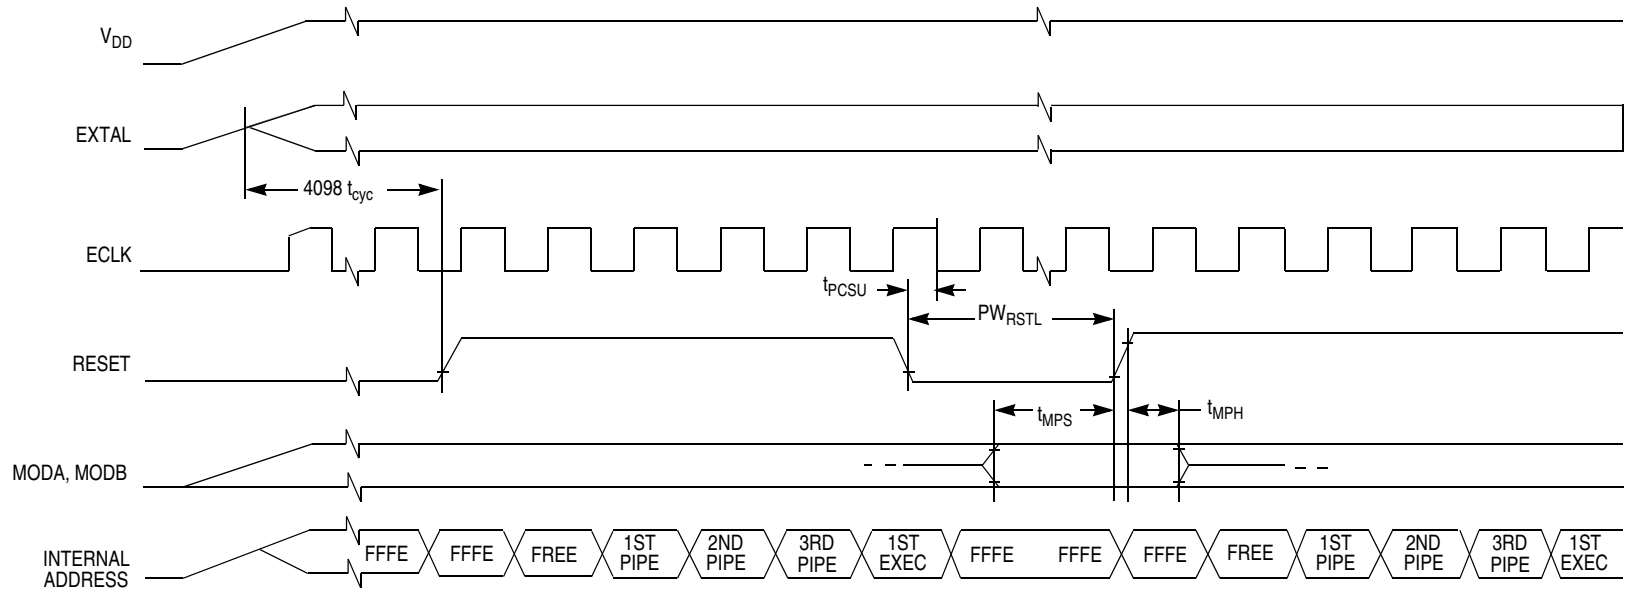 VDD
EXTAL
4098 tcyc
ECLK
tPCSU
PWRSTL
RESET
tMPS
tMPH
MODA, MODB
INTERNAL
ADDRESS
FFFE
FFFE
FREE
1ST
PIPE
2ND
PIPE
3RD
PIPE
1ST
EXEC
FFFE
FFFE
FFFE
FREE
1ST
PIPE
2ND
PIPE
3RD
PIPE
1ST
EXEC